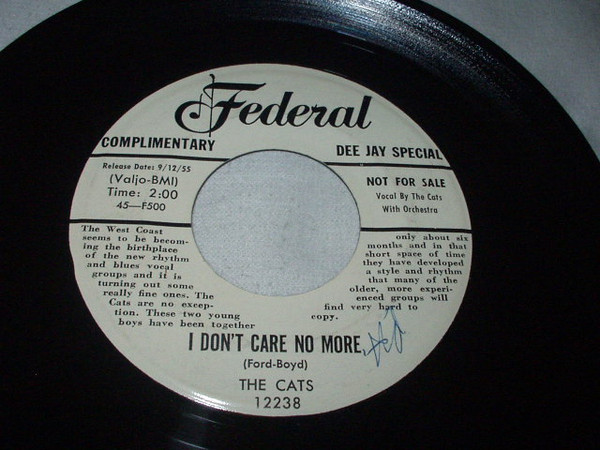 Federal
COMPLIMENTARY
DEE JAY SPECIAL
Release Date: 9/12/55
(Valjo-BMI)
Time: 2:00
45—F500
NOT FOR SALE
Vocal By The Cats
With Orchestra
The West Coast
seems to be becom-
ing the birthplace
of the new rhythm
and blues vocal
groups and it is
turning out some
really fine ones. The
Cats are no excep-
tion. These two young
boys have been together
only about six
months and in that
short space of time
they have developed
a style and rhythm
that many of the
older, more experi-
enced groups will
find very hard to
copy.
I DON'T CARE NO MORE
(Ford-Boyd)
THE CATS
12238